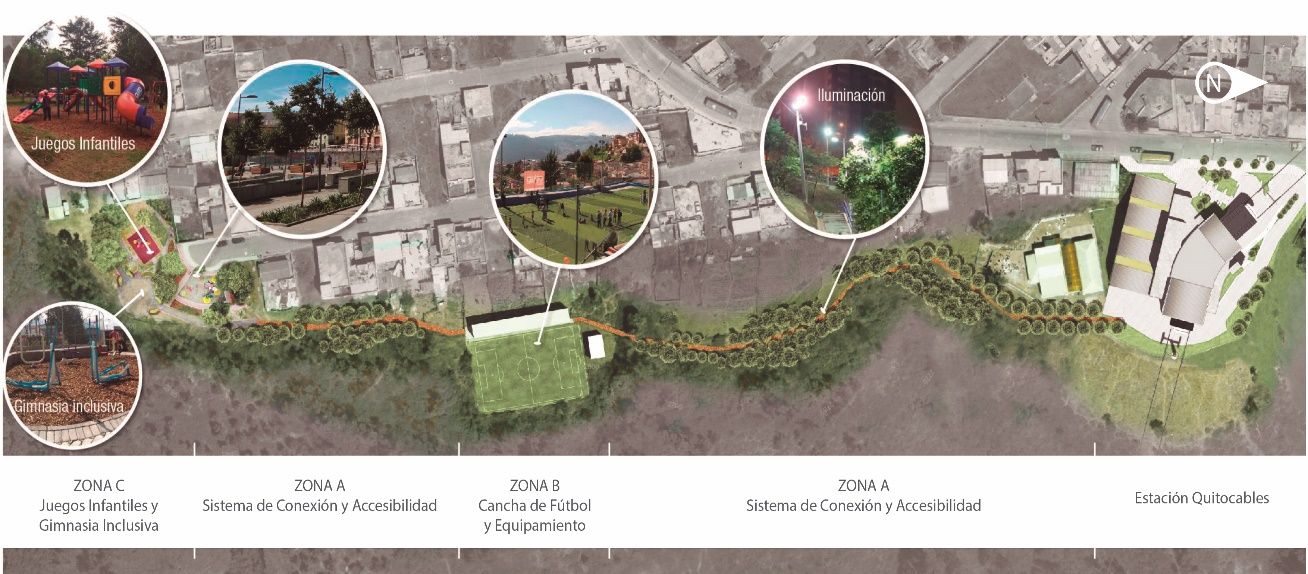 Juegos Infantiles
Iluminación
N
Gimnasia inclusiva
ZONA C
Juegos Infantiles y
Gimnasia Inclusiva
ZONA A
Sistema de Conexión y Accesibilidad
ZONA B
Cancha de Fútbol
y Equipamiento
ZONA A
Sistema de Conexión y Accesibilidad
Estación Quitocables